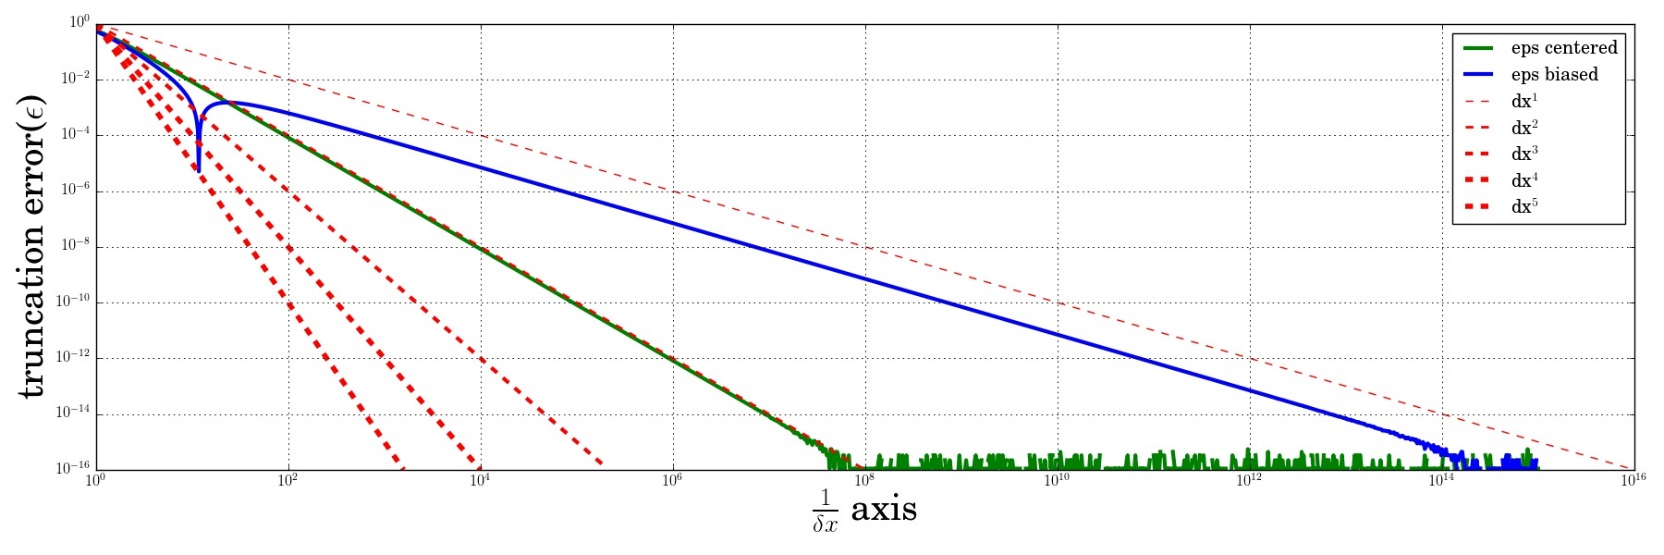 10⁰
10⁻²
10⁻⁴
10⁻⁶
10⁻⁸
10⁻¹⁰
10⁻¹²
10⁻¹⁴
10⁻¹⁶
truncation error(ϵ)
eps centered
eps biased
dx¹
dx²
dx³
dx⁴
dx⁵
10⁰ 10² 10⁴ 10⁶ 10⁸ 10¹⁰ 10¹² 10¹⁴ 10¹⁶
1/δx axis